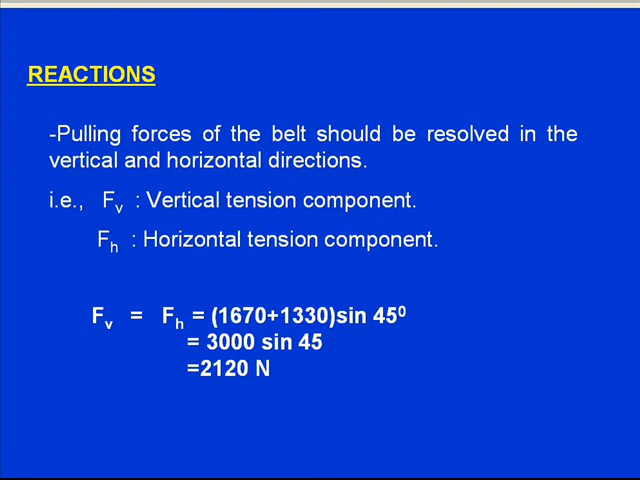 REACTIONS
-Pulling forces of the belt should be resolved in the
vertical and horizontal directions.
i.e., Fv : Vertical tension component.
Fh : Horizontal tension component.
Fv = Fh = (1670+1330)sin 45⁰
= 3000 sin 45
=2120 N